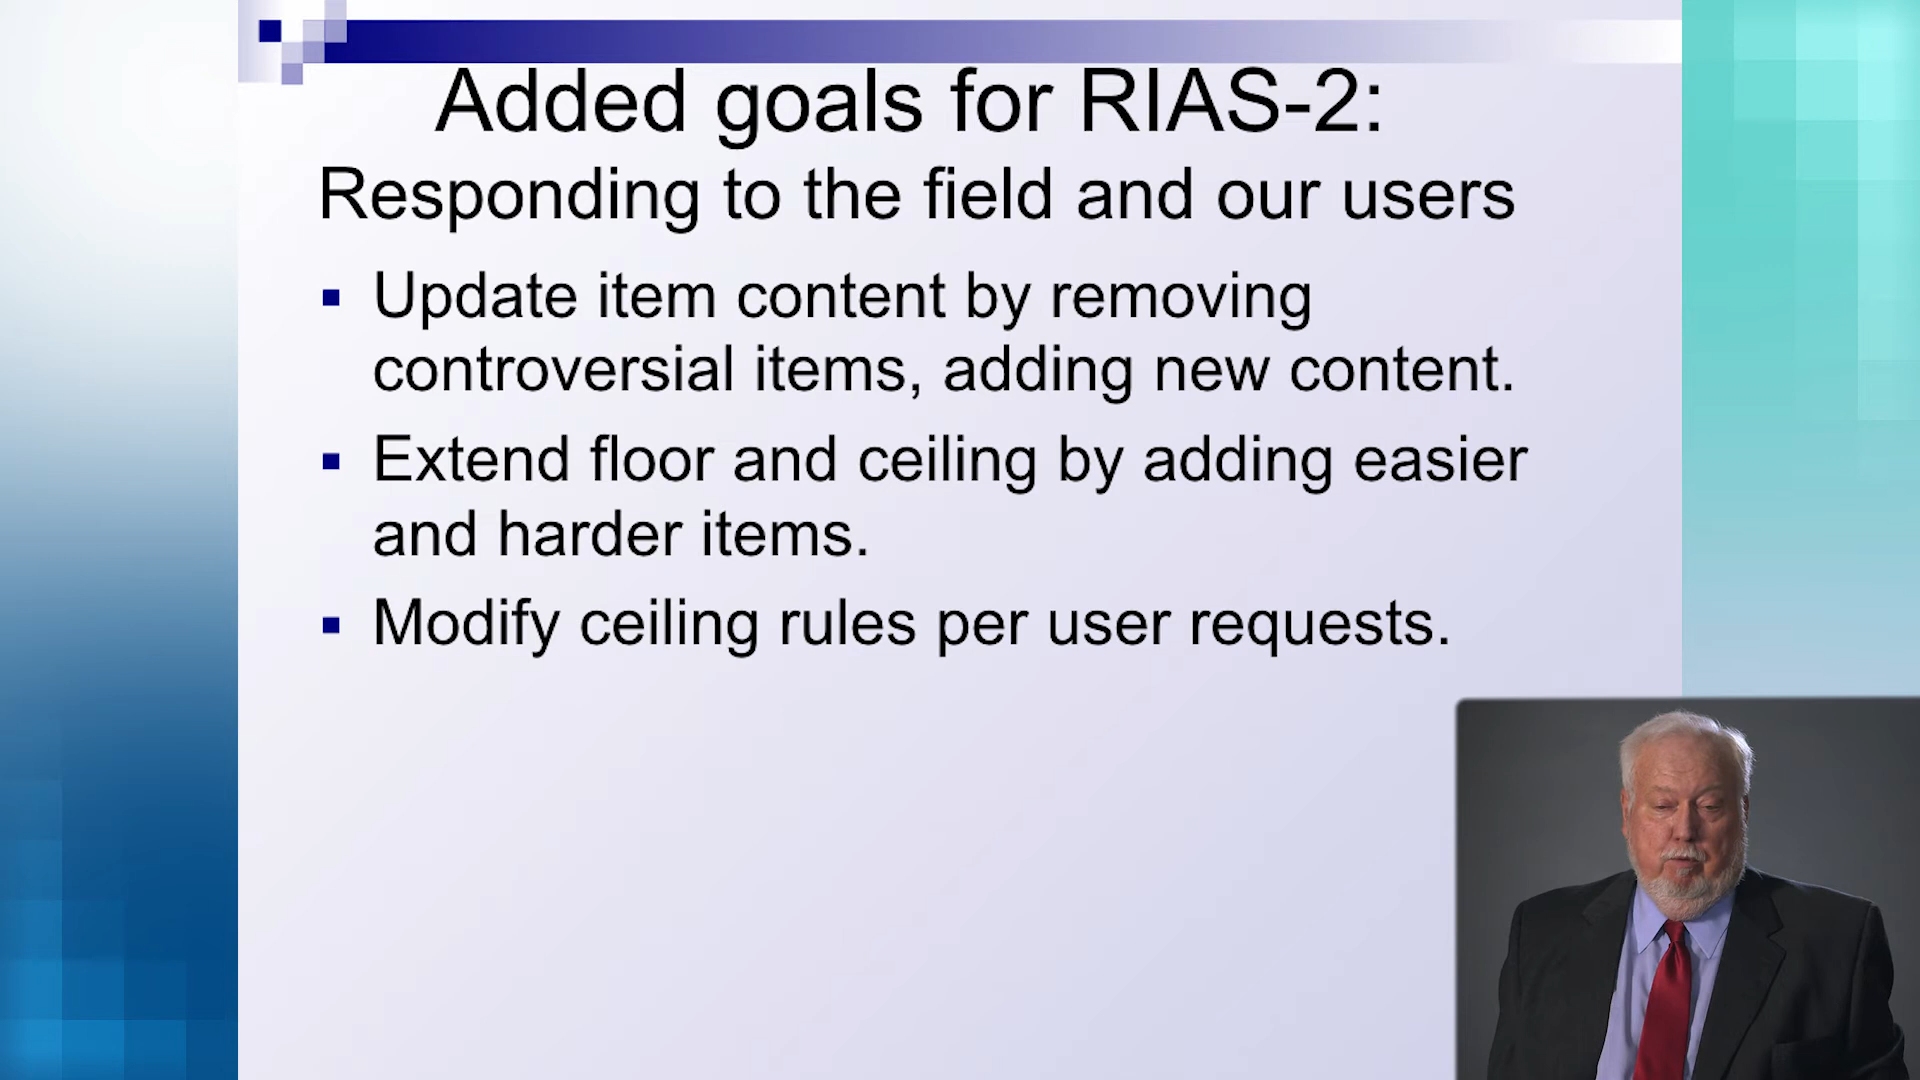 Added goals for RIAS-2:
Responding to the field and our users
▪ Update item content by removing
controversial items, adding new content.
▪ Extend floor and ceiling by adding easier
and harder items.
▪ Modify ceiling rules per user requests.